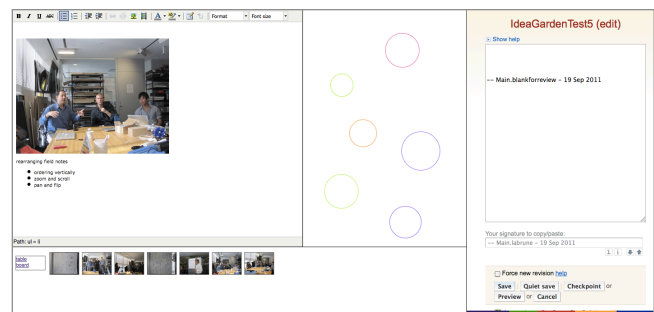 B I U ABC Format Font size
rearranging field notes
ordering vertically
zoom and scroll
pan and flip
Path: ul » li
table
board
IdeaGardenTest5 (edit)
Show help
-- Main.blankforreview - 19 Sep 2011
Your signature to copy/paste:
-- Main.labrune - 19 Sep 2011
Force new revision help
Save Quiet save Checkpoint or
Preview or Cancel